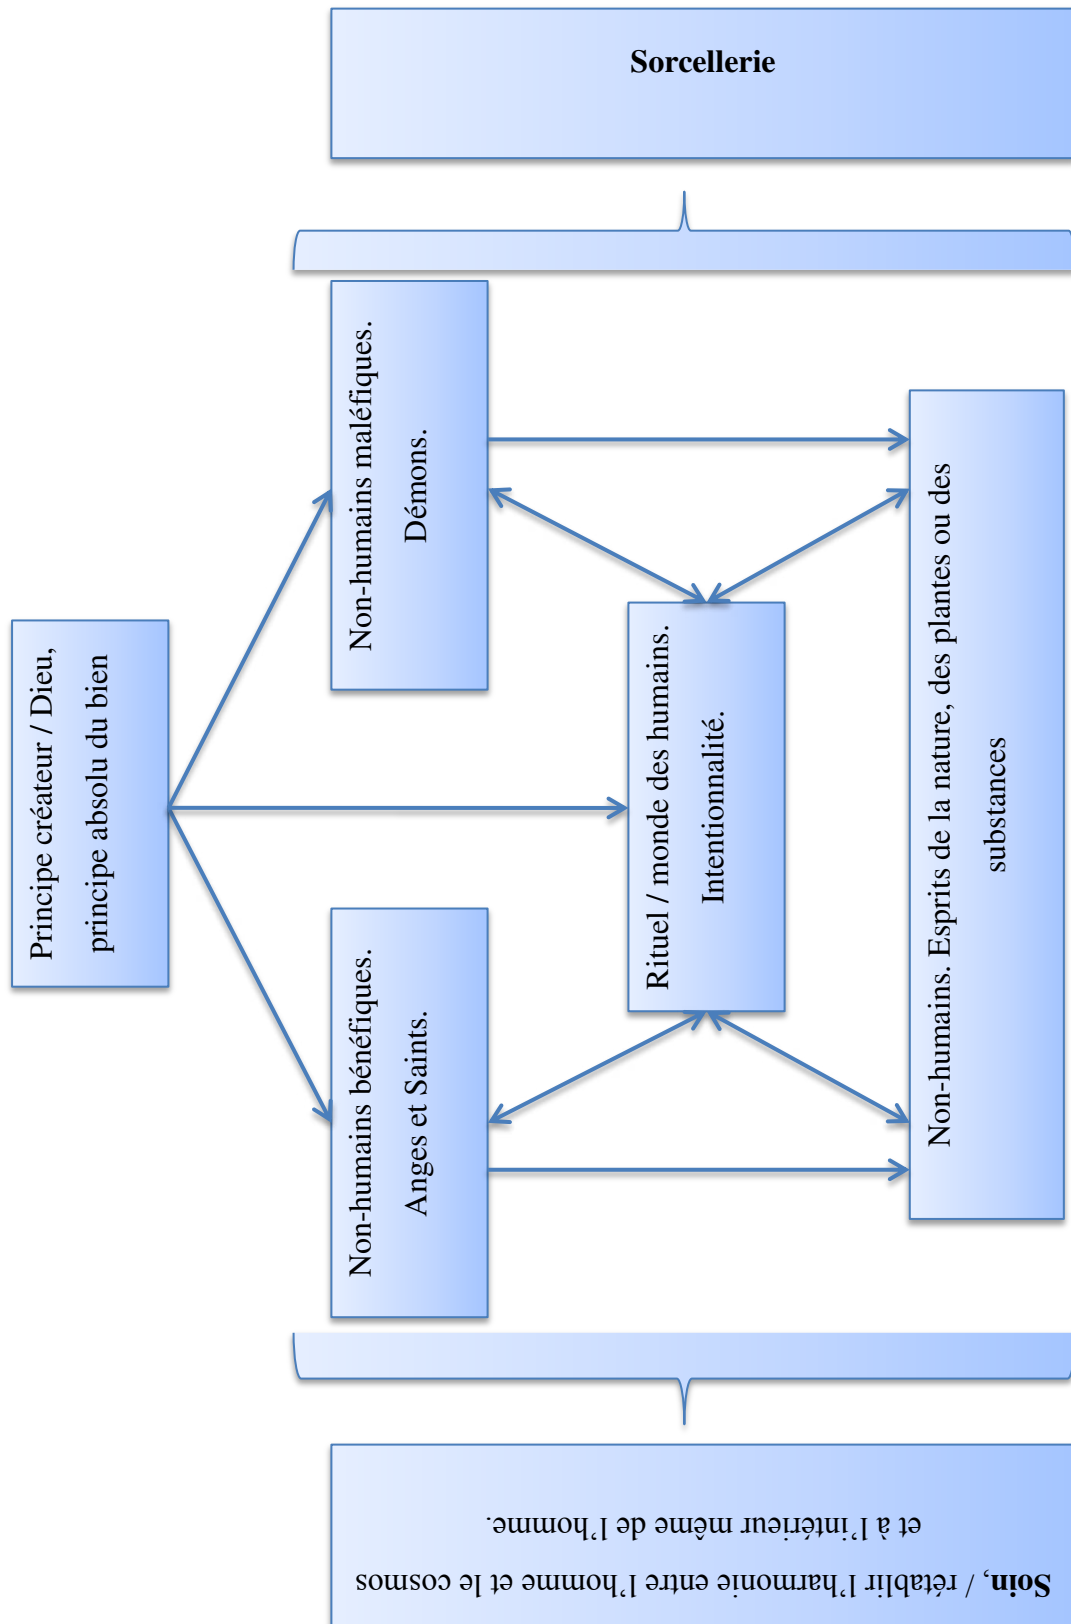 Sorcellerie
Principe créateur / Dieu,
principe absolu du bien
Non-humains maléfiques.
Démons.
Non-humains bénéfiques.
Anges et Saints.
Rituel / monde des humains.
Intentionnalité.
Non-humains. Esprits de la nature, des plantes ou des
substances
Soin, / rétablir l’harmonie entre l’homme et le cosmos
et à l’intérieur même de l’homme.